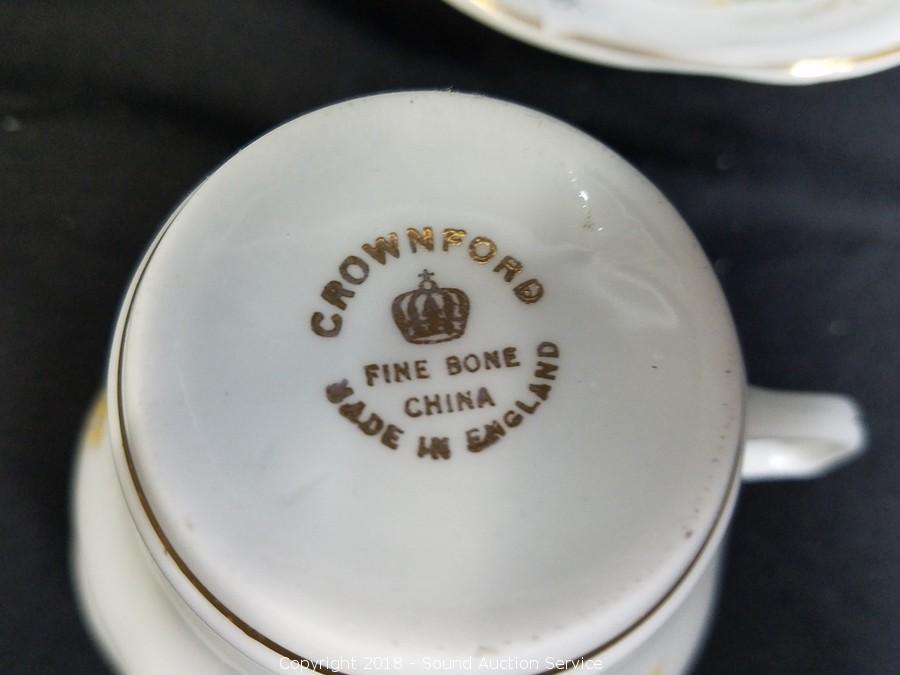 CROWNFORD
FINE BONE
CHINA
MADE IN ENGLAND
Copyright 2018 - Sound Auction Service